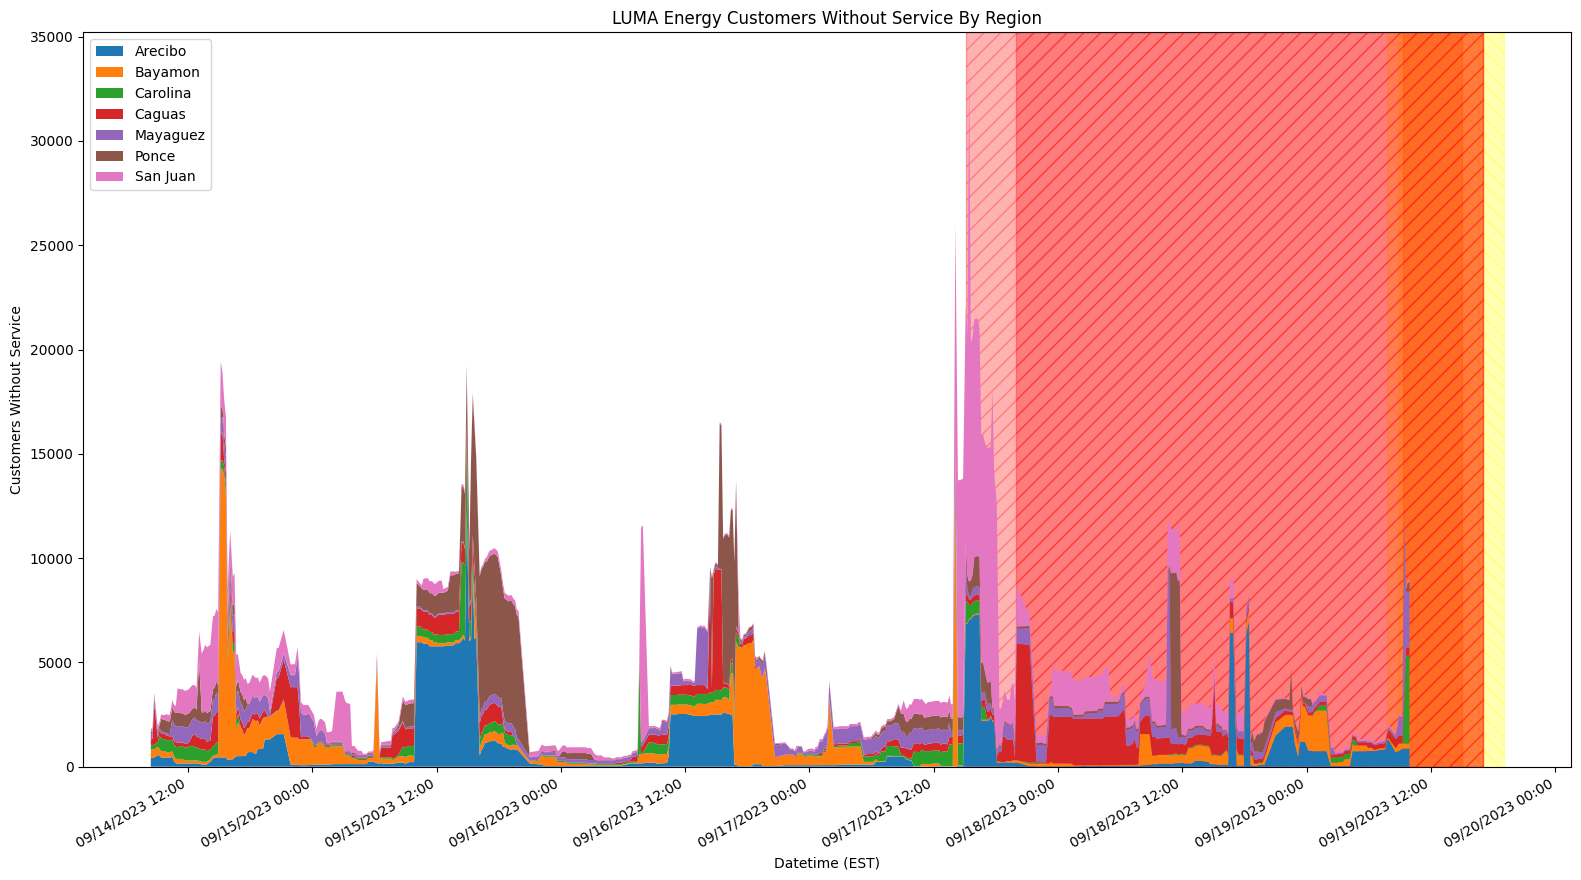 LUMA Energy Customers Without Service By Region
35000
30000
25000
20000
15000
10000
5000
0
Customers Without Service
Arecibo
Bayamon
Carolina
Caguas
Mayaguez
Ponce
San Juan
09/14/2023 12:00
09/15/2023 00:00
09/15/2023 12:00
09/16/2023 00:00
09/16/2023 12:00
09/17/2023 00:00
09/17/2023 12:00
09/18/2023 00:00
09/18/2023 12:00
09/19/2023 00:00
09/19/2023 12:00
09/20/2023 00:00
Datetime (EST)